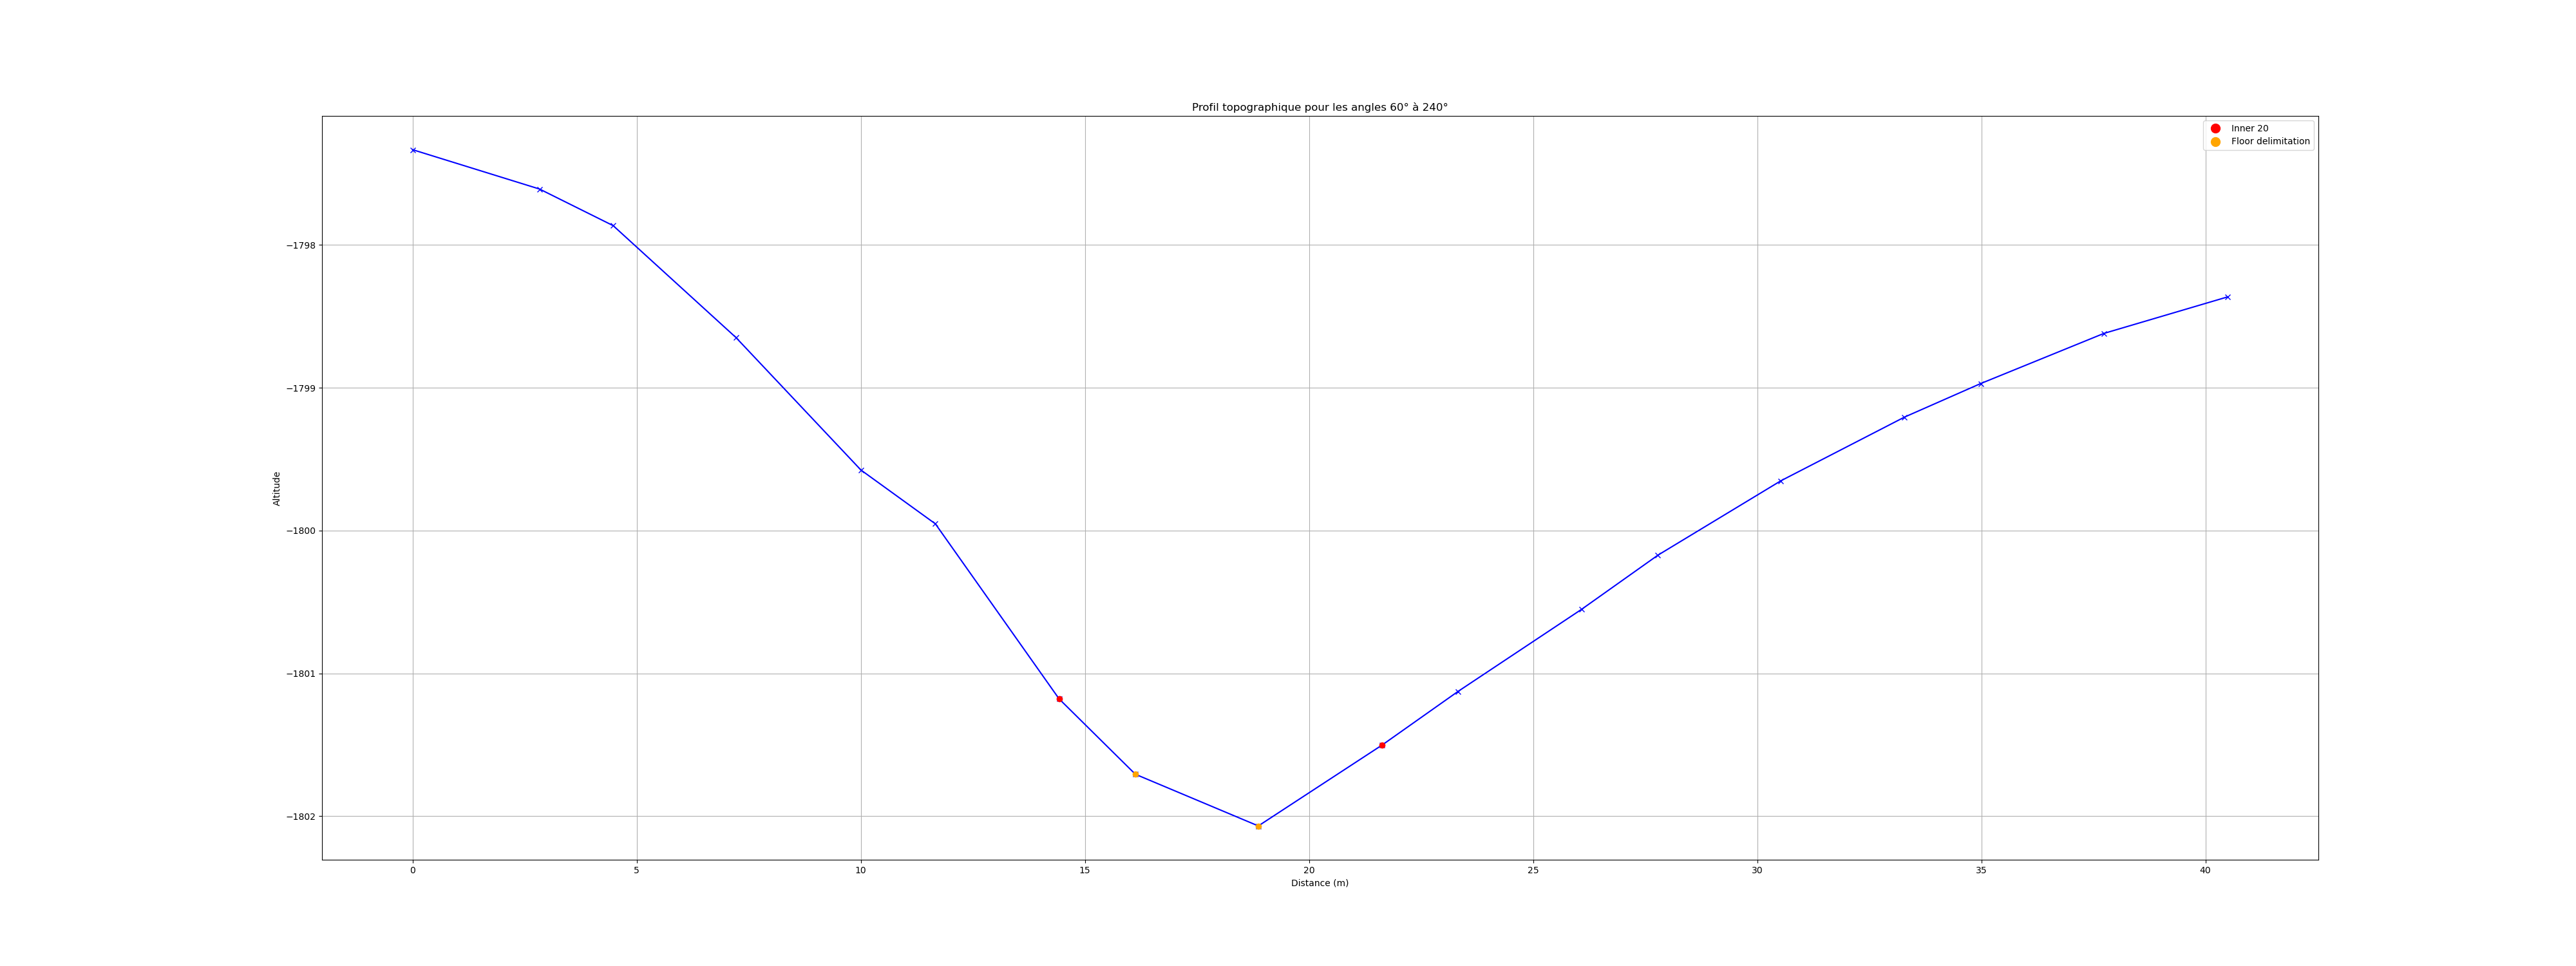 Profil topographique pour les angles 60° à 240°
Inner 20
Floor delimitation
Altitude
−1798
−1799
−1800
−1801
−1802
0 5 10 15 20 25 30 35 40
Distance (m)